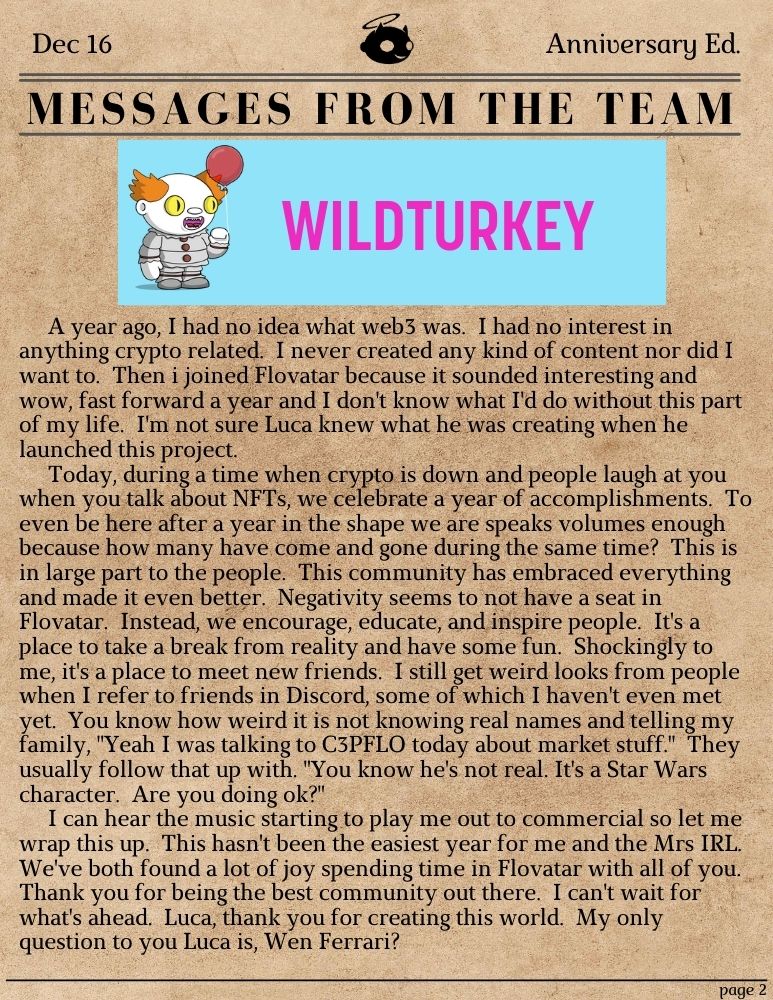 Dec 16
Anniversary Ed.
MESSAGES FROM THE TEAM
WILDTURKEY
A year ago, I had no idea what web3 was.  I had no interest in
anything crypto related.  I never created any kind of content nor did I
want to.  Then i joined Flovatar because it sounded interesting and
wow, fast forward a year and I don't know what I'd do without this part
of my life.  I'm not sure Luca knew what he was creating when he
launched this project.
Today, during a time when crypto is down and people laugh at you
when you talk about NFTs, we celebrate a year of accomplishments.  To
even be here after a year in the shape we are speaks volumes enough
because how many have come and gone during the same time?  This is
in large part to the people.  This community has embraced everything
and made it even better.  Negativity seems to not have a seat in
Flovatar.  Instead, we encourage, educate, and inspire people.  It's a
place to take a break from reality and have some fun.  Shockingly to
me, it's a place to meet new friends.  I still get weird looks from people
when I refer to friends in Discord, some of which I haven't even met
yet.  You know how weird it is not knowing real names and telling my
family, "Yeah I was talking to C3PFLO today about market stuff."  They
usually follow that up with. "You know he's not real. It's a Star Wars
character.  Are you doing ok?"
I can hear the music starting to play me out to commercial so let me
wrap this up.  This hasn't been the easiest year for me and the Mrs IRL.
We've both found a lot of joy spending time in Flovatar with all of you.
Thank you for being the best community out there.  I can't wait for
what's ahead.  Luca, thank you for creating this world.  My only
question to you Luca is, Wen Ferrari?
page 2